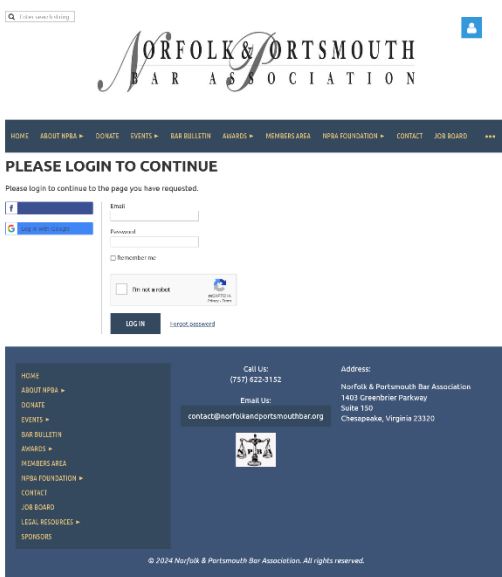 Enter search string
NORFOLK & PORTSMOUTH
BAR ASSOCIATION
HOME ABOUT NPBA ► DONATE EVENTS ► BAR BULLETIN AWARDS ► MEMBERS AREA NPBA FOUNDATION ► CONTACT JOB BOARD •••
PLEASE LOGIN TO CONTINUE
Please login to continue to the page you have requested.
Log in with Google
Email
Password
Remember me
I'm not a robot
reCAPTCHA
Privacy - Terms
LOG IN Forgot password
HOME
ABOUT NPBA ►
DONATE
EVENTS ►
BAR BULLETIN
AWARDS ►
MEMBERS AREA
NPBA FOUNDATION ►
CONTACT
JOB BOARD
LEGAL RESOURCES ►
SPONSORS
Call Us:
(757) 622-3152
Email Us:
contact@norfolkandportsmouthbar.org
N P B A
Address:
Norfolk & Portsmouth Bar Association
1403 Greenbrier Parkway
Suite 150
Chesapeake, Virginia 23320
© 2024 Norfolk & Portsmouth Bar Association. All rights reserved.